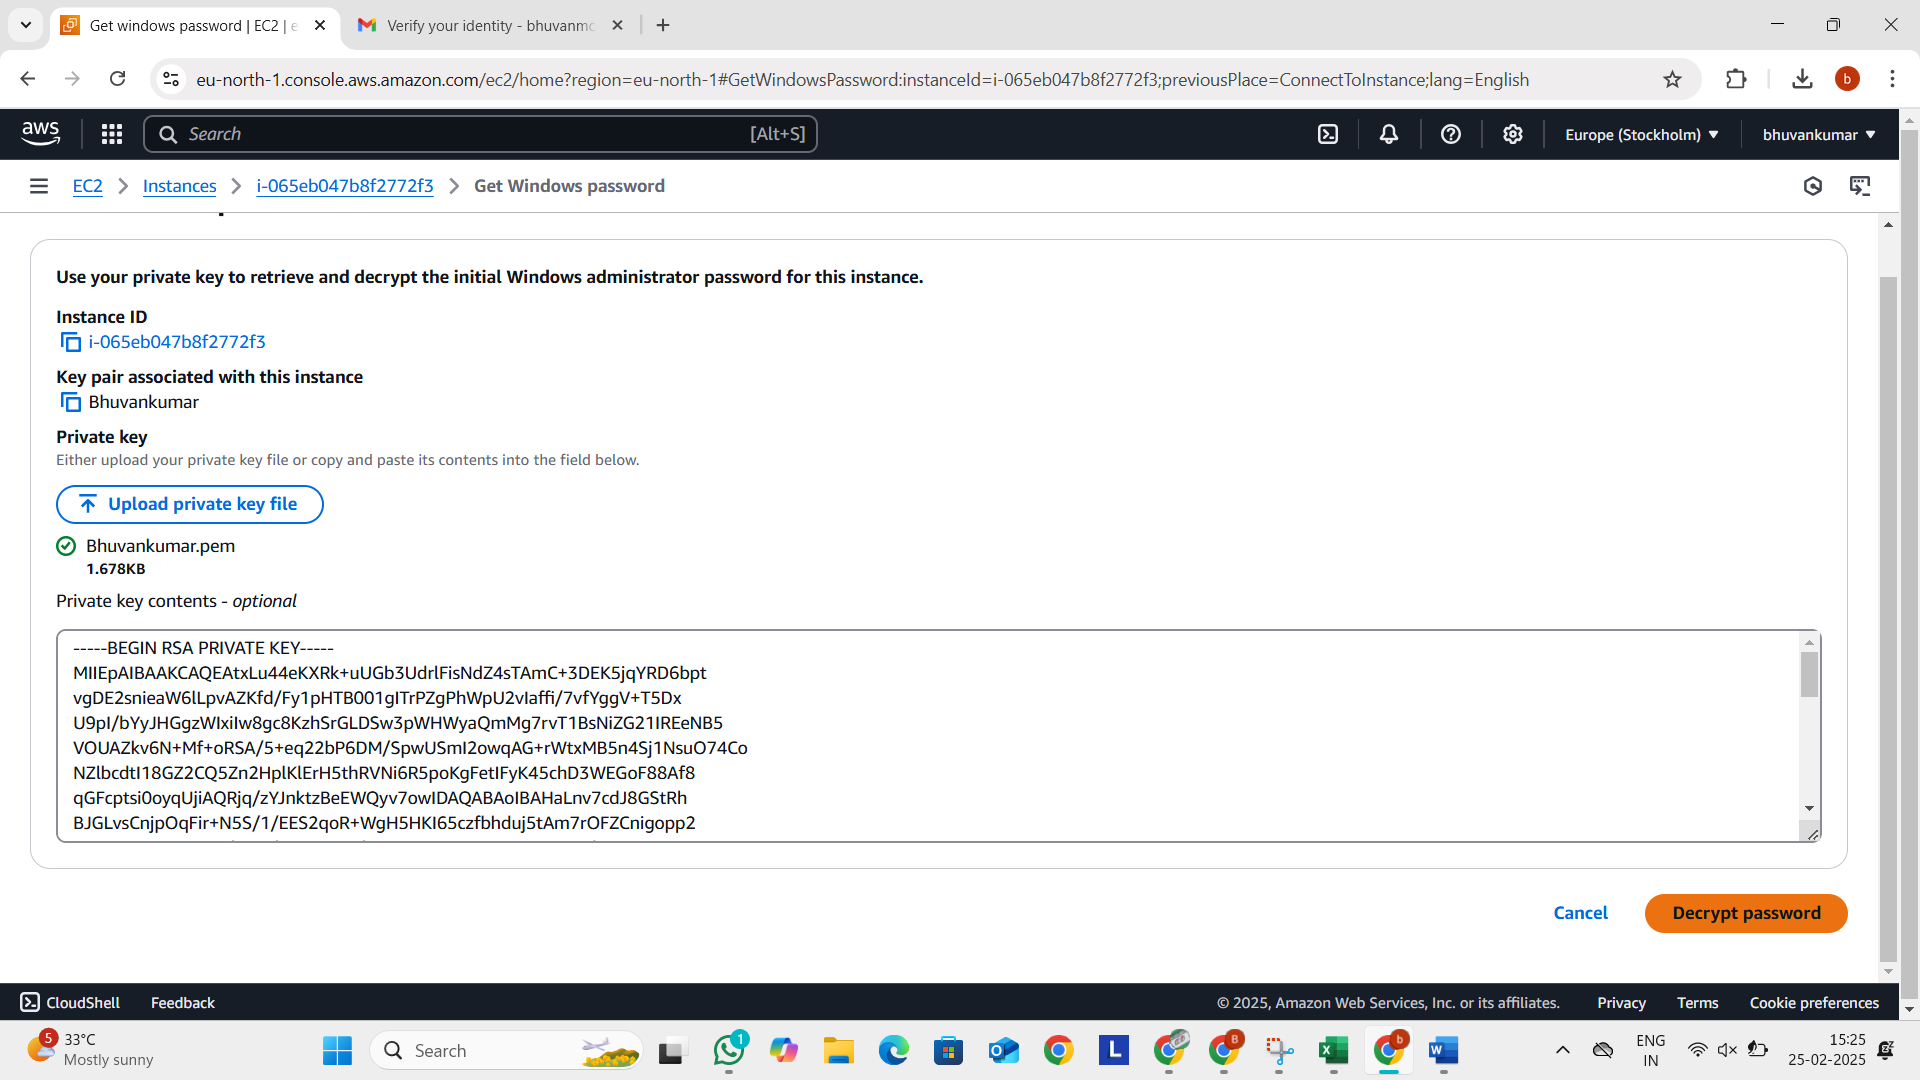 Get windows password | EC2 | e
Verify your identity - bhuvanmc
eu-north-1.console.aws.amazon.com/ec2/home?region=eu-north-1#GetWindowsPassword:instanceId=i-065eb047b8f2772f3;previousPlace=ConnectToInstance;lang=English
b
aws
Search
[Alt+S]
Europe (Stockholm)
bhuvankumar
EC2
Instances
i-065eb047b8f2772f3
Get Windows password
Use your private key to retrieve and decrypt the initial Windows administrator password for this instance.
Instance ID
i-065eb047b8f2772f3
Key pair associated with this instance
Bhuvankumar
Private key
Either upload your private key file or copy and paste its contents into the field below.
Upload private key file
Bhuvankumar.pem
1.678KB
Private key contents - optional
-----BEGIN RSA PRIVATE KEY-----
MIIEpAIBAAKCAQEAtxLu44eKXRk+uUGb3UdrlFisNdZ4sTAmC+3DEK5jqYRD6bpt
vgDE2snieaW6lLpvAZKfd/Fy1pHTB001gITrPZgPhWpU2vIaffi/7vfYggV+T5Dx
U9pI/bYyJHGgzWIxiIw8gc8KzhSrGLDSw3pWHWyaQmMg7rvT1BsNiZG21IREeNB5
VOUAZkv6N+Mf+oRSA/5+eq22bP6DM/SpwUSmI2owqAG+rWtxMB5n4Sj1NsuO74Co
NZlbcdtI18GZ2CQ5Zn2HplKlErH5thRVNi6R5poKgFetIFyK45chD3WEGoF88Af8
qGFcptsi0oyqUjiAQRjq/zYJnktzBeEWQyv7owIDAQABAoIBAHaLnv7cdJ8GStRh
BJGLvsCnjpOqFir+N5S/1/EES2qoR+WgH5HKI65czfbhduj5tAm7rOFZCnigopp2
Cancel
Decrypt password
CloudShell
Feedback
© 2025, Amazon Web Services, Inc. or its affiliates.
Privacy
Terms
Cookie preferences
5
33°C
Mostly sunny
Search
1
L
B
b
ENG
IN
15:25
25-02-2025